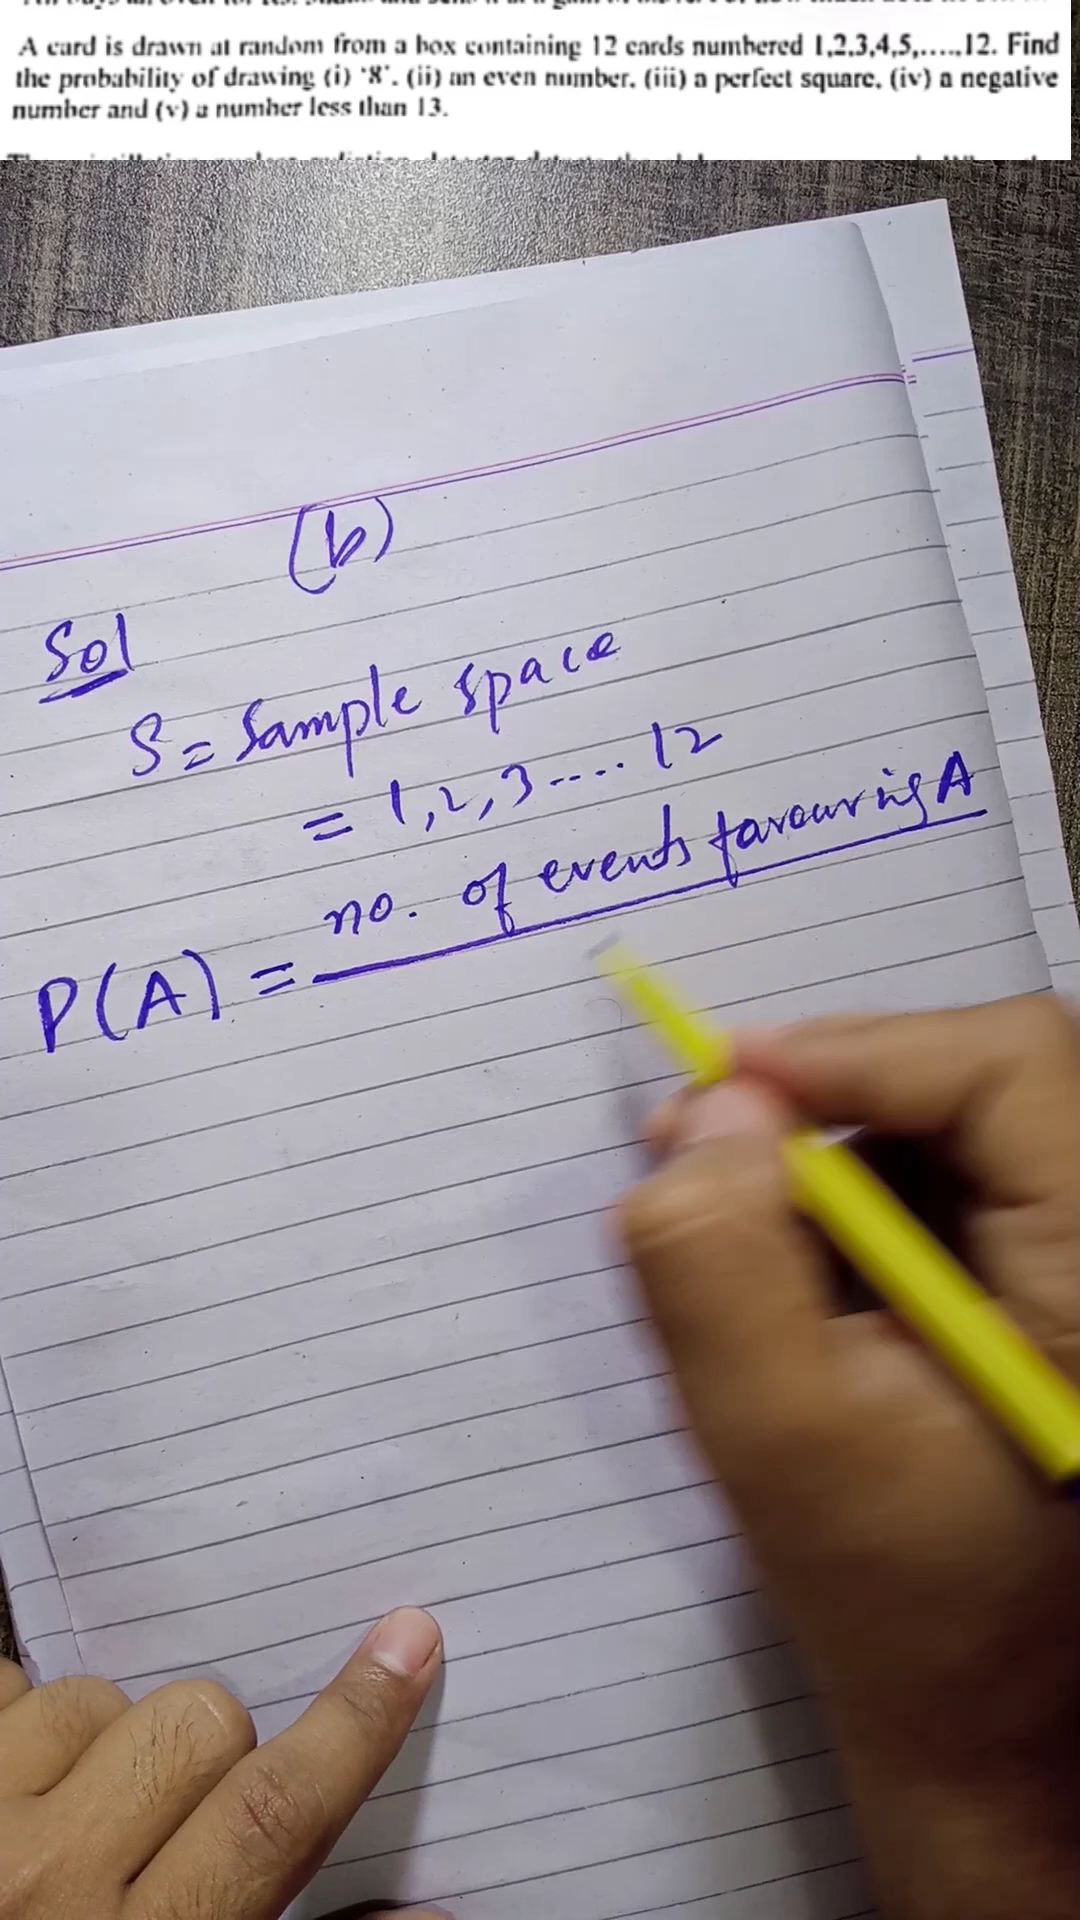 A card is drawn at random from a box containing 12 cards numbered 1,2,3,4,5,.....12. Find
the probability of drawing (i) ‘8’. (ii) an even number. (iii) a perfect square. (iv) a negative
number and (v) a number less than 13.
(b)
Sol
S = Sample space
= 1,2,3.... 12
P(A) = no. of events favouring A